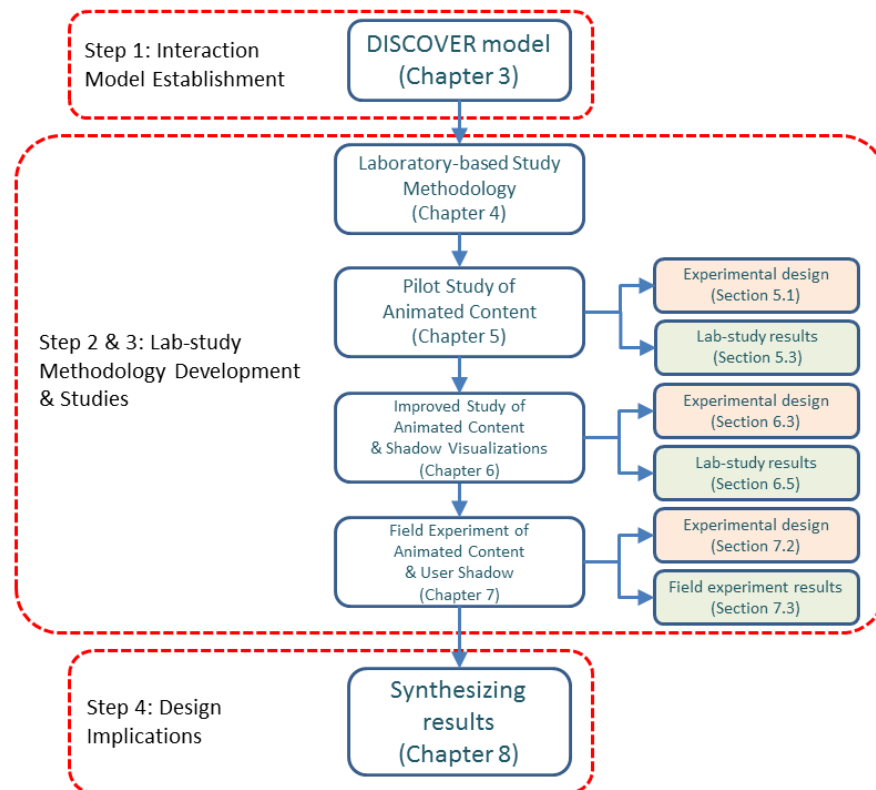 Step 1: Interaction
Model Establishment
DISCOVER model
(Chapter 3)
Step 2 & 3: Lab-study
Methodology Development
& Studies
Laboratory-based Study
Methodology
(Chapter 4)
Pilot Study of
Animated Content
(Chapter 5)
Experimental design
(Section 5.1)
Lab-study results
(Section 5.3)
Improved Study of
Animated Content
& Shadow Visualizations
(Chapter 6)
Experimental design
(Section 6.3)
Lab-study results
(Section 6.5)
Field Experiment of
Animated Content
& User Shadow
(Chapter 7)
Experimental design
(Section 7.2)
Field experiment results
(Section 7.3)
Step 4: Design
Implications
Synthesizing
results
(Chapter 8)